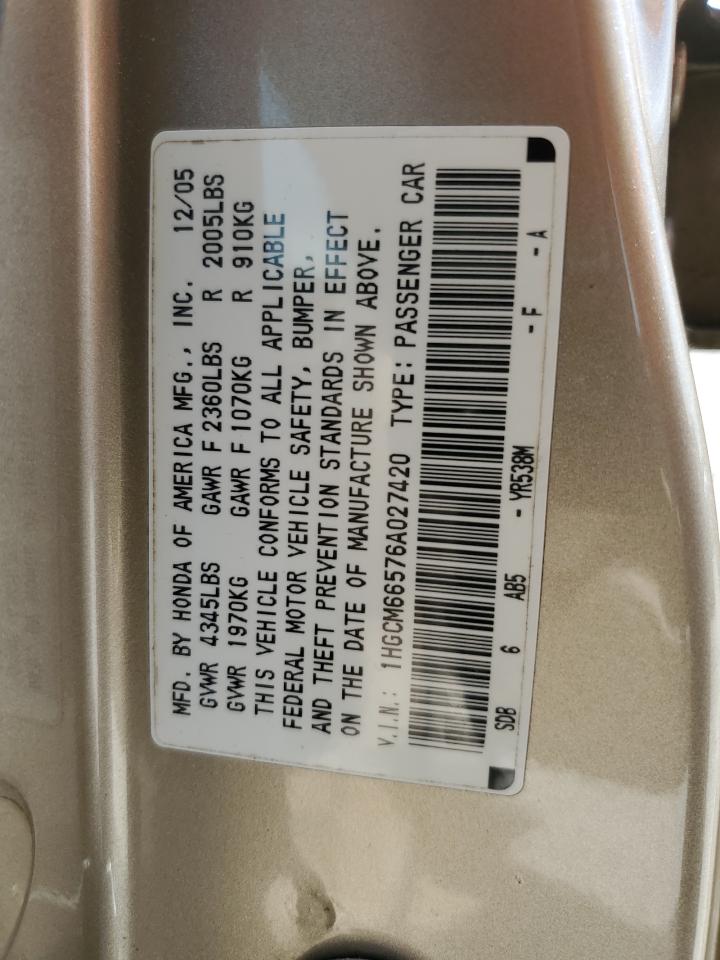 MFD. BY HONDA OF AMERICA MFG., INC. 12/05
GVWR 4345LBS GAWR F 2360LBS R 2005LBS
GVWR 1970KG GAWR F 1070KG R 910KG
THIS VEHICLE CONFORMS TO ALL APPLICABLE
FEDERAL MOTOR VEHICLE SAFETY, BUMPER,
AND THEFT PREVENTION STANDARDS IN EFFECT
ON THE DATE OF MANUFACTURE SHOWN ABOVE.
V.I.N.: 1HGCM66576A027420 TYPE: PASSENGER CAR
SDB 6 AB5 - YR538M - F - A